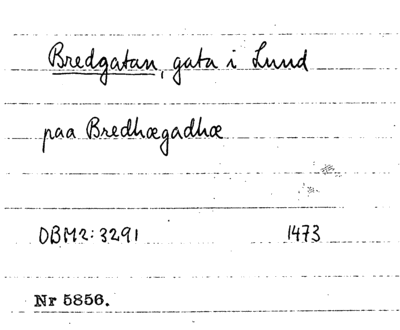 Bredgatan, gata i Lund
paa Bredhægadhæ
DBM2:3291 1473
Nr 5856.